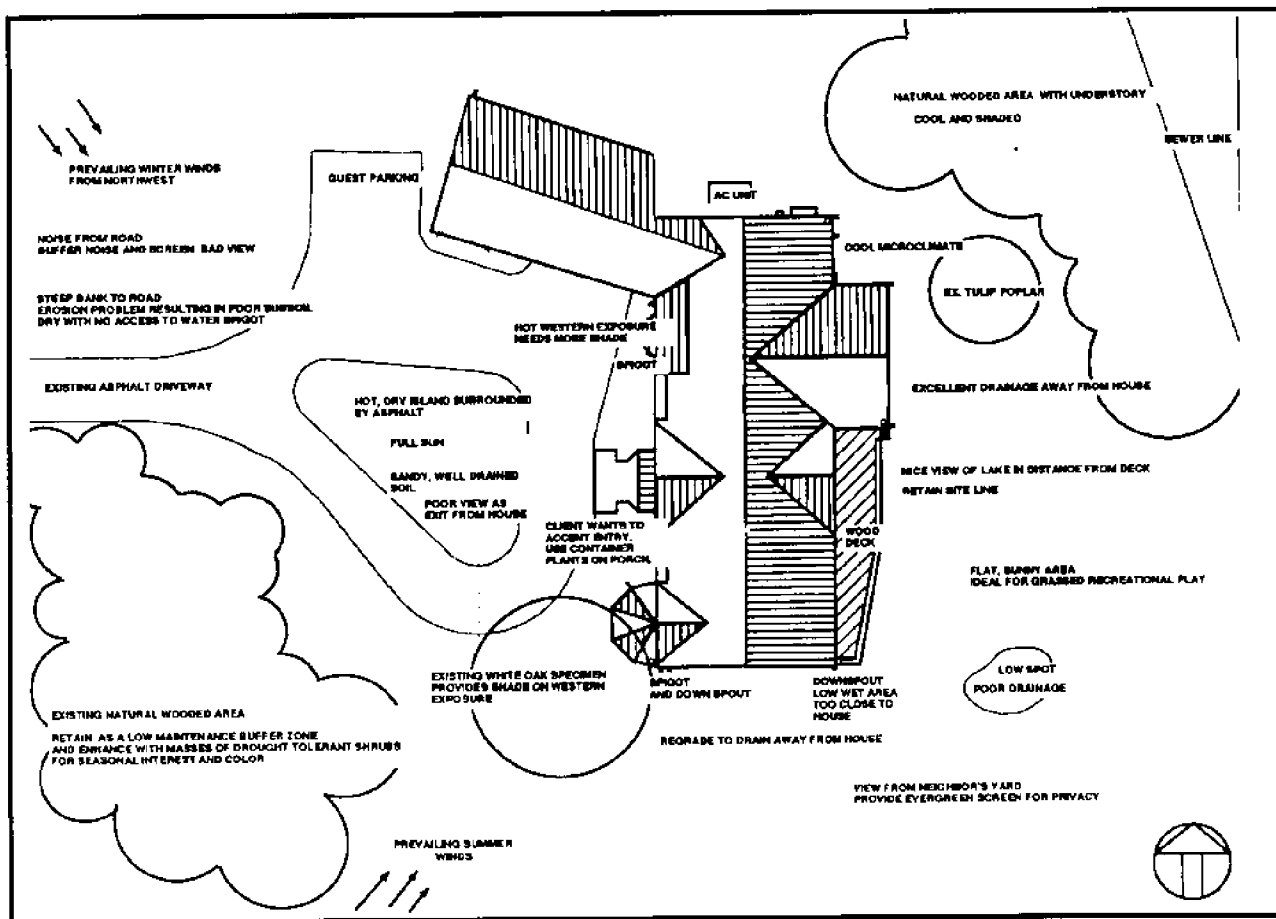 NATURAL WOODED AREA WITH UNDERSTORY
COOL AND SHADED
SEWER LINE
PREVAILING WINTER WINDS
FROM NORTHWEST
GUEST PARKING
AC UNIT
NOISE FROM ROAD
BUFFER NOISE AND SCREEN BAD VIEW
COOL MICROCLIMATE
STEEP BANK TO ROAD
EROSION PROBLEM RESULTING IN POOR SUBSOIL
DRY WITH NO ACCESS TO WATER SPIGOT
EX. TULIP POPLAR
HOT WESTERN EXPOSURE
NEEDS MORE SHADE
SPIGOT
EXISTING ASPHALT DRIVEWAY
HOT, DRY ISLAND SURROUNDED
BY ASPHALT
FULL SUN
SANDY, WELL DRAINED
SOIL
POOR VIEW AS
EXIT FROM HOUSE
EXCELLENT DRAINAGE AWAY FROM HOUSE
NICE VIEW OF LAKE IN DISTANCE FROM DECK
RETAIN SITE LINE
CLIENT WANTS TO
ACCENT ENTRY.
USE CONTAINER
PLANTS ON PORCH.
WOOD
DECK
FLAT, SUNNY AREA
IDEAL FOR GRASSED RECREATIONAL PLAY
LOW SPOT
POOR DRAINAGE
EXISTING WHITE OAK SPECIMEN
PROVIDES SHADE ON WESTERN
EXPOSURE
SPIGOT
AND DOWN SPOUT
DOWNSPOUT
LOW WET AREA
TOO CLOSE TO
HOUSE
REGRADE TO DRAIN AWAY FROM HOUSE
EXISTING NATURAL WOODED AREA
RETAIN AS A LOW MAINTENANCE BUFFER ZONE
AND ENHANCE WITH MASSES OF DROUGHT TOLERANT SHRUBS
FOR SEASONAL INTEREST AND COLOR
VIEW FROM NEIGHBOR'S YARD
PROVIDE EVERGREEN SCREEN FOR PRIVACY
PREVAILING SUMMER
WINDS